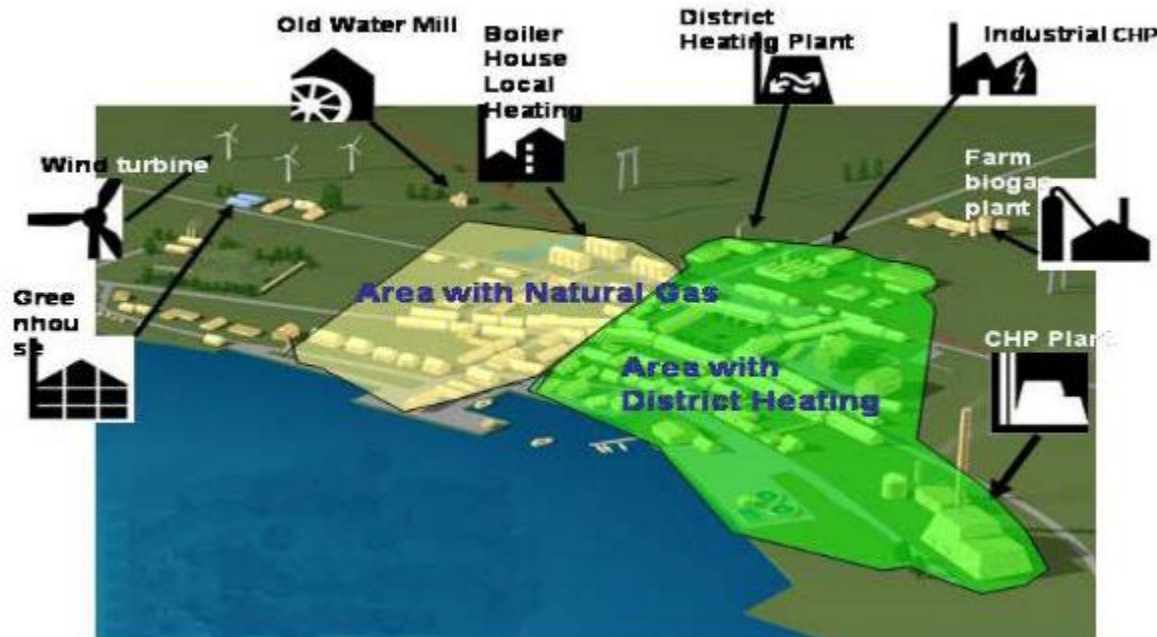 Old Water Mill
Boiler
House
Local
Heating
District
Heating Plant
Industrial CHP
Wind turbine
Farm
biogas
plant
Gree
nhou
se
Area with Natural Gas
Area with
District Heating
CHP Plant